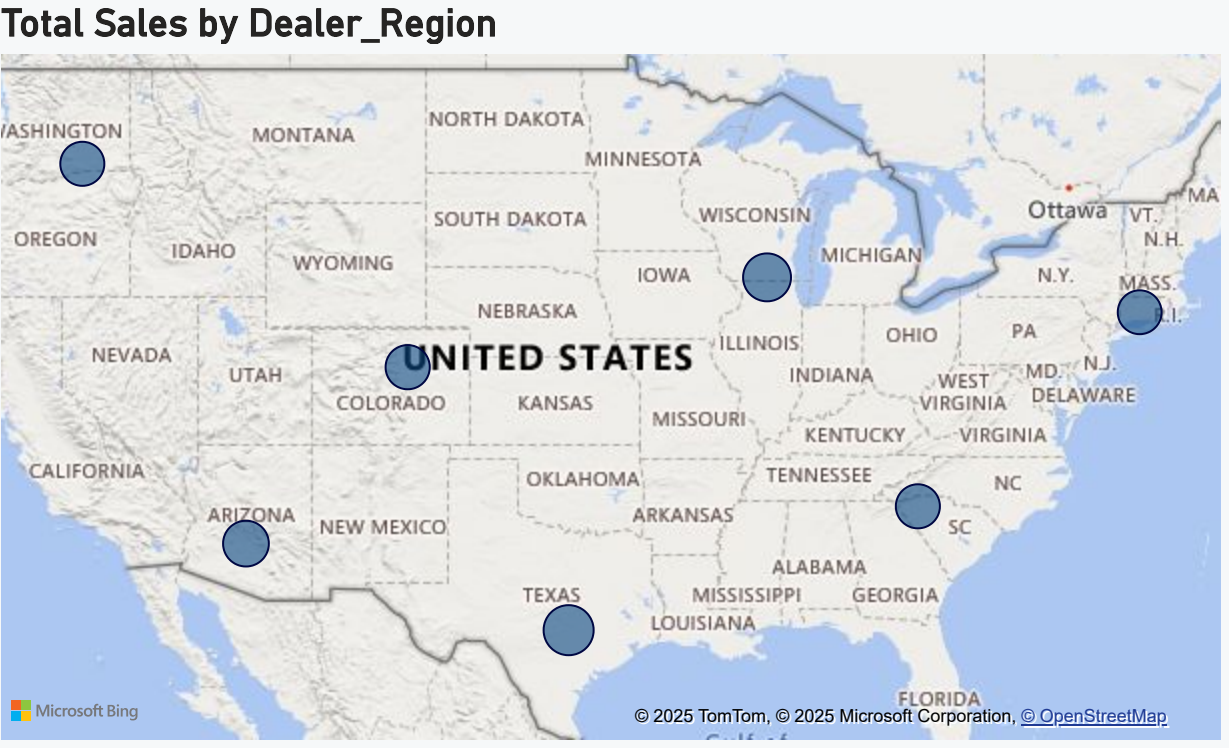 Total Sales by Dealer_Region
WASHINGTON
MONTANA
NORTH DAKOTA
MINNESOTA
Ottawa
MA
VT.
N.H.
OREGON
IDAHO
WYOMING
SOUTH DAKOTA
WISCONSIN
MICHIGAN
IOWA
N.Y.
MASS.
R.I.
NEBRASKA
NEVADA
UTAH
COLORADO
UNITED STATES
KANSAS
ILLINOIS
INDIANA
OHIO
PA
N.J.
MD.
DELAWARE
WEST
VIRGINIA
MISSOURI
KENTUCKY
VIRGINIA
CALIFORNIA
ARIZONA
NEW MEXICO
OKLAHOMA
ARKANSAS
TENNESSEE
NC
SC
TEXAS
LOUISIANA
MISSISSIPPI
ALABAMA
GEORGIA
FLORIDA
Microsoft Bing
© 2025 TomTom, © 2025 Microsoft Corporation, © OpenStreetMap
Gulf of